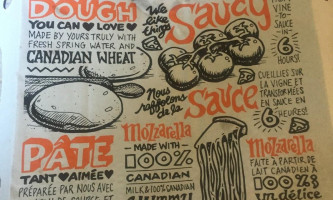 DOUGH
YOU CAN LOVE
MADE BY YOURS TRULY WITH
FRESH SPRING WATER AND
CANADIAN WHEAT
We
like
things
Saucy
VINE
TO
SAUCE
IN
6
HOURS!
Nous
raffolons
de la
Sauce
CUEILLIES SUR
LA VIGNE ET
TRANSFORMÉES
EN SAUCE EN
6
HEURES!
PÂTE
TANT AIMÉE
PRÉPARÉE PAR NOUS AVEC
Mozzarella
MADE WITH
100%
CANADIAN
MILK & 100% CANADIAN
Mozzarella
FAITE À PARTIR DE
LAIT CANADIEN À
100%
un délice